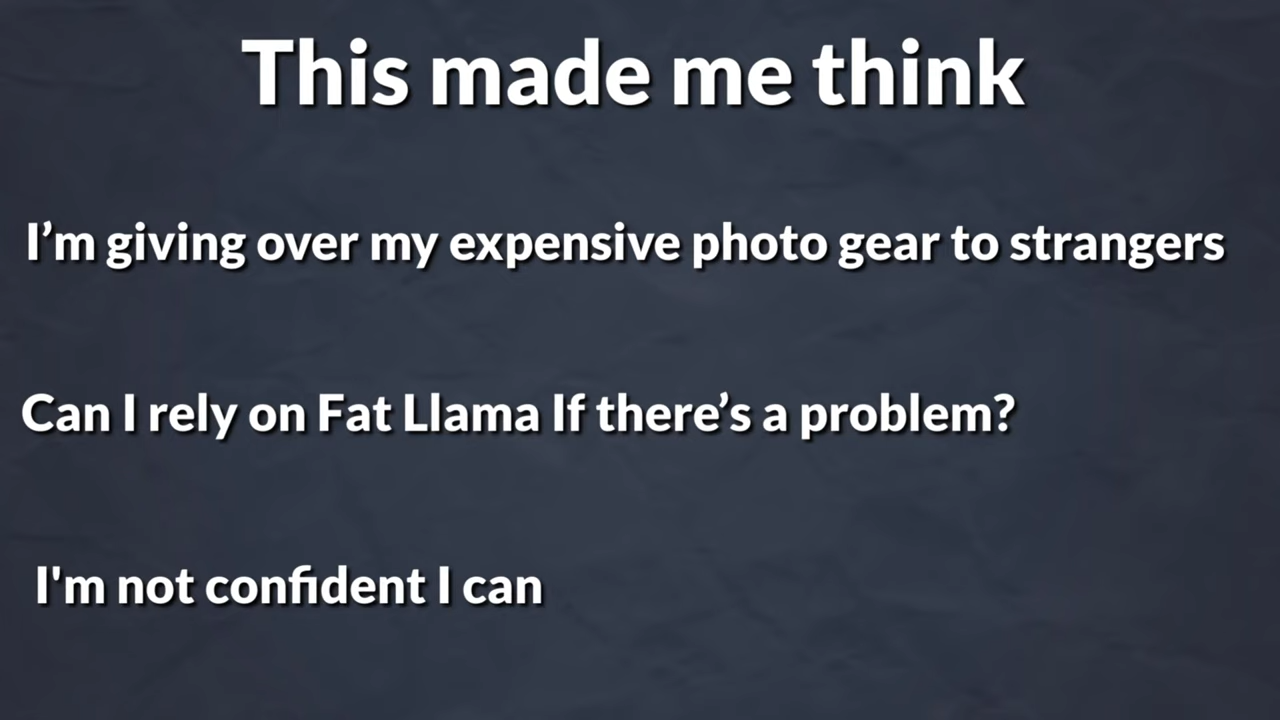 This made me think
I’m giving over my expensive photo gear to strangers
Can I rely on Fat Llama If there’s a problem?
I'm not confident I can